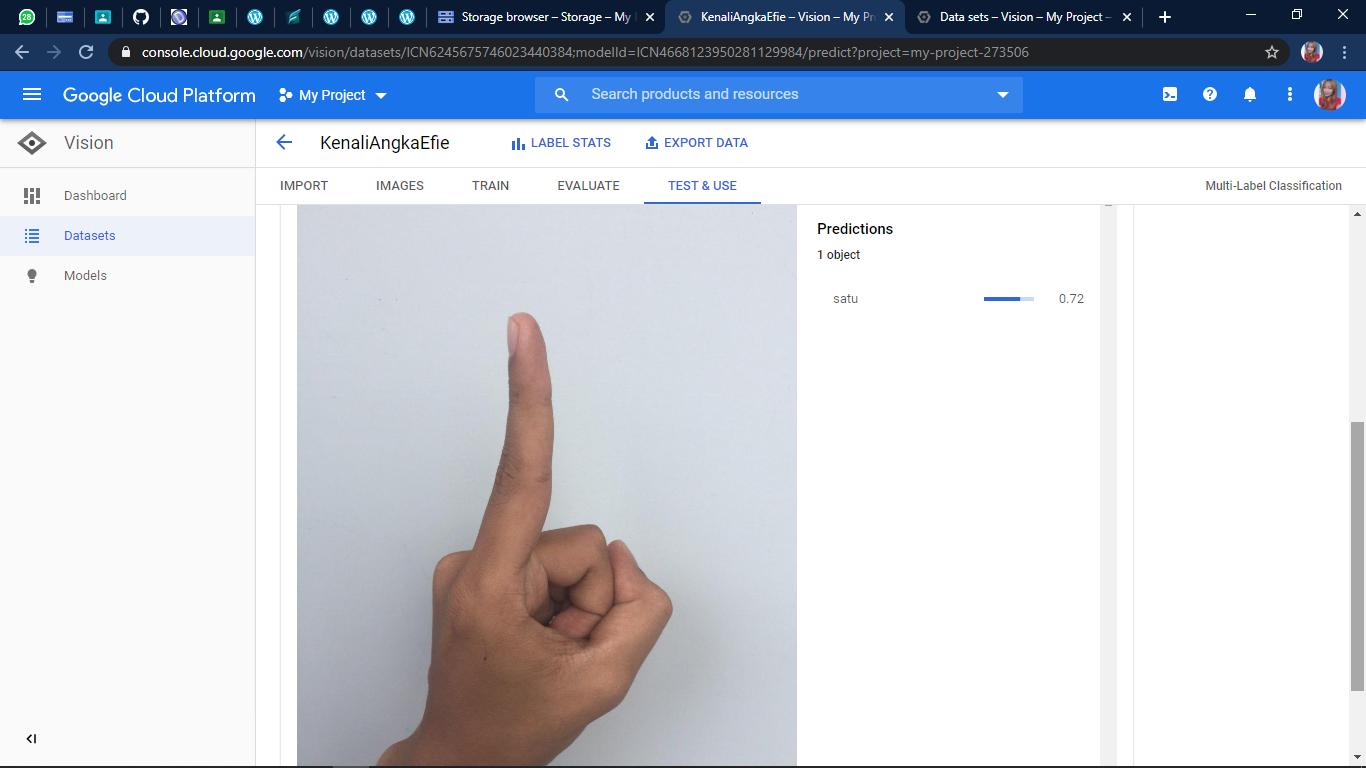 28
Storage browser – Storage – My
KenaliAngkaEfie – Vision – My Pr
Data sets – Vision – My Project –
console.cloud.google.com/vision/datasets/ICN6245675746023440384;modelId=ICN4668123950281129984/predict?project=my-project-273506
Google Cloud Platform
My Project
Search products and resources
Vision
KenaliAngkaEfie
LABEL STATS
EXPORT DATA
IMPORT
IMAGES
TRAIN
EVALUATE
TEST & USE
Multi-Label Classification
Dashboard
Datasets
Models
Predictions
1 object
satu 0.72